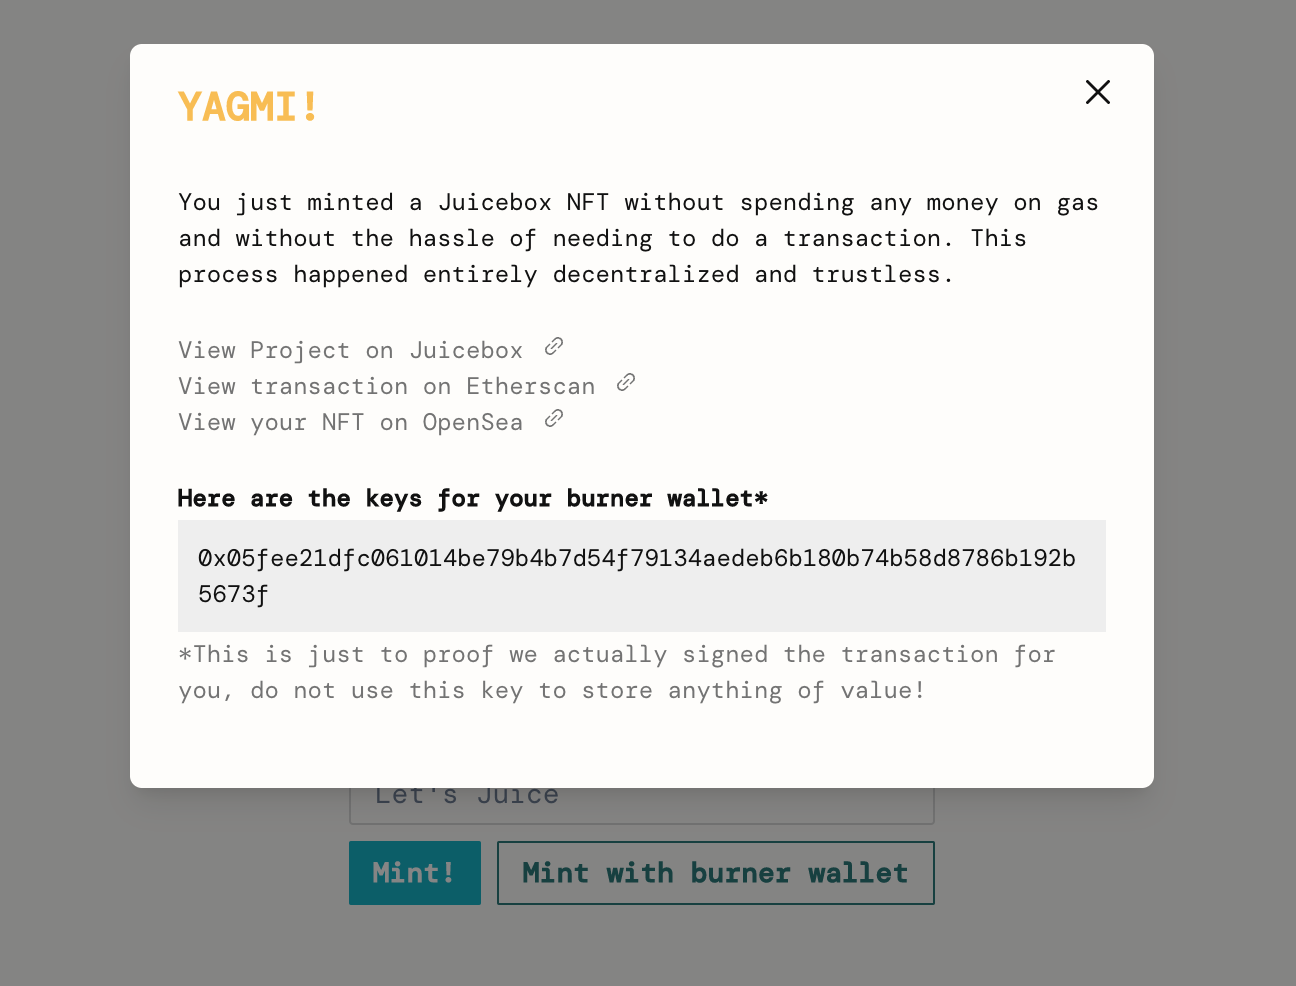 YAGMI!
You just minted a Juicebox NFT without spending any money on gas
and without the hassle of needing to do a transaction. This
process happened entirely decentralized and trustless.
View Project on Juicebox
View transaction on Etherscan
View your NFT on OpenSea
Here are the keys for your burner wallet*
0x05fee21dfc061014be79b4b7d54f79134aedeb6b180b74b58d8786b192b
5673f
*This is just to proof we actually signed the transaction for
you, do not use this key to store anything of value!
Let's Juice
Mint!
Mint with burner wallet